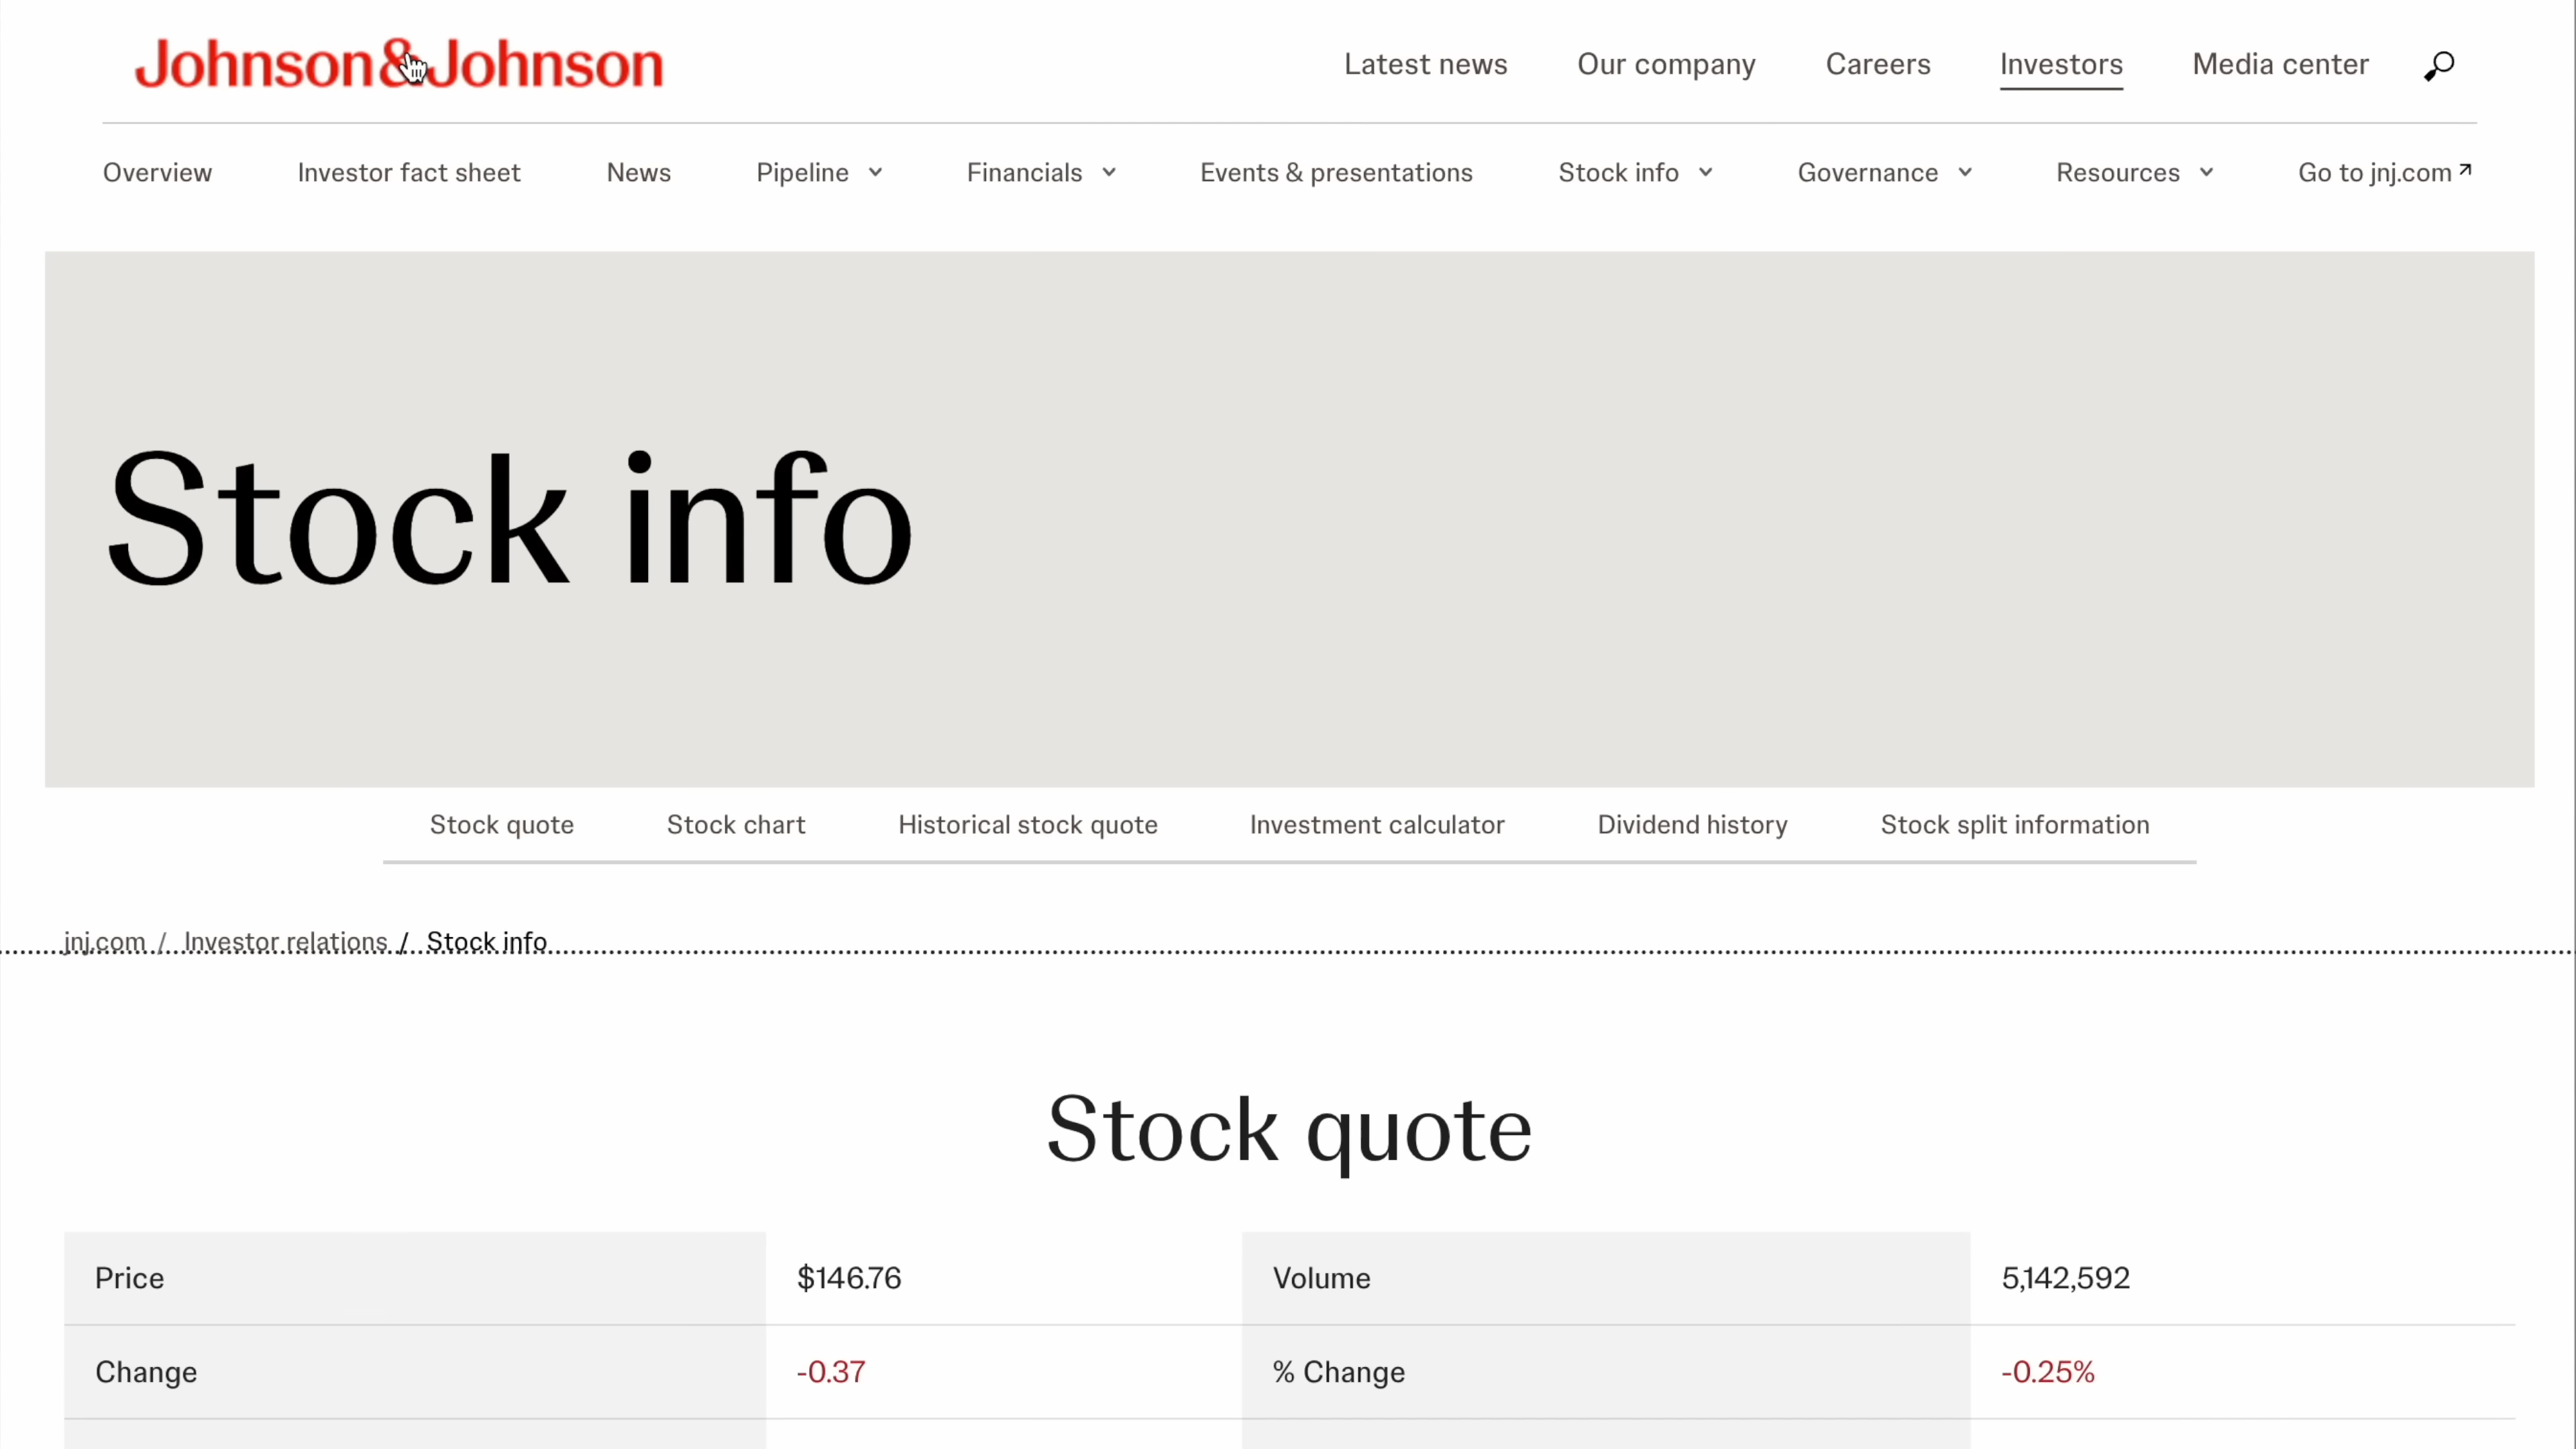 Johnson&Johnson
Latest news Our company Careers Investors Media center
Overview Investor fact sheet News Pipeline Financials Events & presentations Stock info Governance Resources Go to jnj.com
Stock info
Stock quote Stock chart Historical stock quote Investment calculator Dividend history Stock split information
jnj.com / Investor relations / Stock info
Stock quote
Price $146.76 Volume 5,142,592
Change -0.37 % Change -0.25%